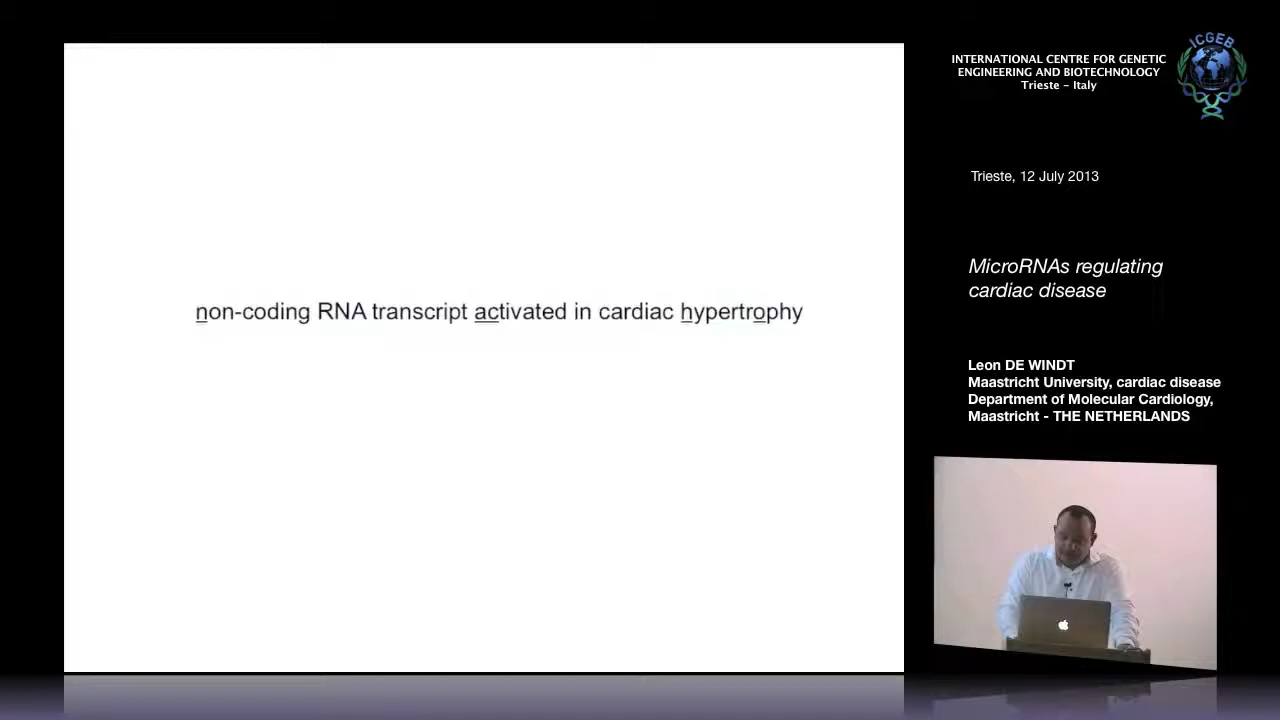 non-coding RNA transcript activated in cardiac hypertrophy
INTERNATIONAL CENTRE FOR GENETIC
ENGINEERING AND BIOTECHNOLOGY
Trieste - Italy
ICGEB
Trieste, 12 July 2013
MicroRNAs regulating
cardiac disease
Leon DE WINDT
Maastricht University, cardiac disease
Department of Molecular Cardiology,
Maastricht - THE NETHERLANDS